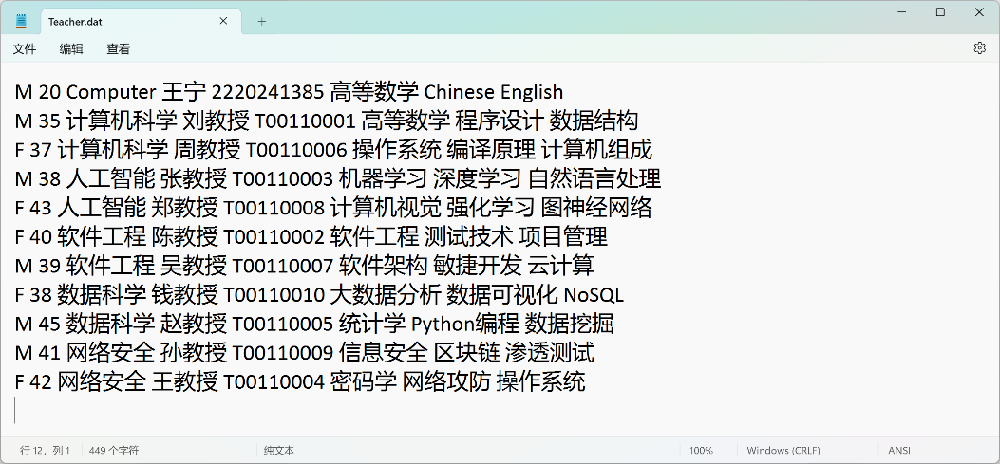 Teacher.dat
文件 编辑 查看
M 20 Computer 王宁 2220241385 高等数学 Chinese English
M 35 计算机科学 刘教授 T00110001 高等数学 程序设计 数据结构
F 37 计算机科学 周教授 T00110006 操作系统 编译原理 计算机组成
M 38 人工智能 张教授 T00110003 机器学习 深度学习 自然语言处理
F 43 人工智能 郑教授 T00110008 计算机视觉 强化学习 图神经网络
F 40 软件工程 陈教授 T00110002 软件工程 测试技术 项目管理
M 39 软件工程 吴教授 T00110007 软件架构 敏捷开发 云计算
F 38 数据科学 钱教授 T00110010 大数据分析 数据可视化 NoSQL
M 45 数据科学 赵教授 T00110005 统计学 Python编程 数据挖掘
M 41 网络安全 孙教授 T00110009 信息安全 区块链 渗透测试
F 42 网络安全 王教授 T00110004 密码学 网络攻防 操作系统
行 12，列 1 449 个字符 纯文本 100% Windows (CRLF) ANSI